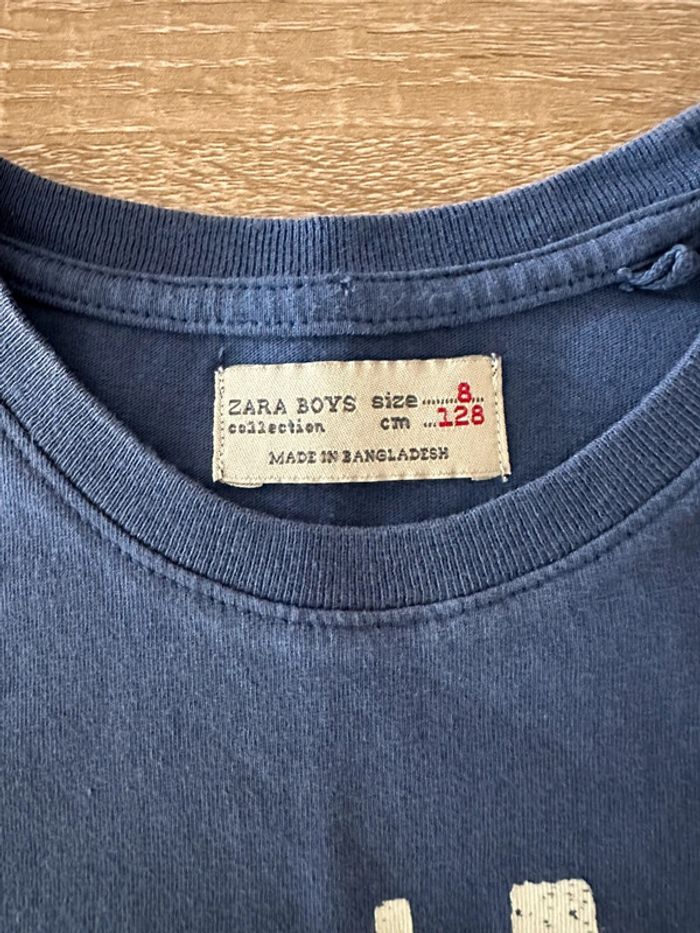 ZARA BOYS size ........8...
collection cm ...128
MADE IN BANGLADESH